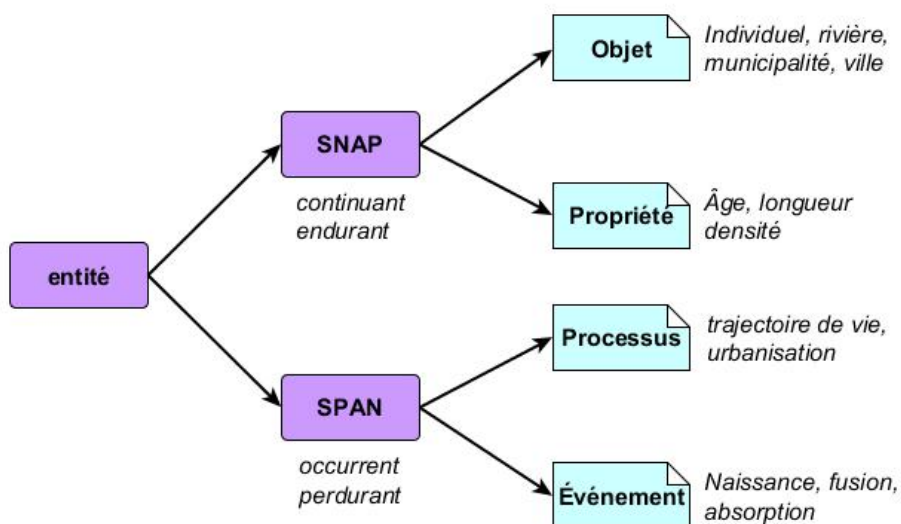 entité
SNAP
continuant
endurant
Objet
Individuel, rivière,
municipalité, ville
Propriété
Âge, longueur
densité
SPAN
occurrent
perdurant
Processus
trajectoire de vie,
urbanisation
Événement
Naissance, fusion,
absorption